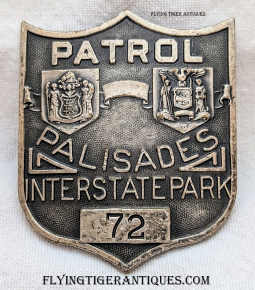 FLYING TIGER ANTIQUES
PATROL
PALISADES
INTERSTATE PARK
72
FLYINGTIGERANTIQUES.COM